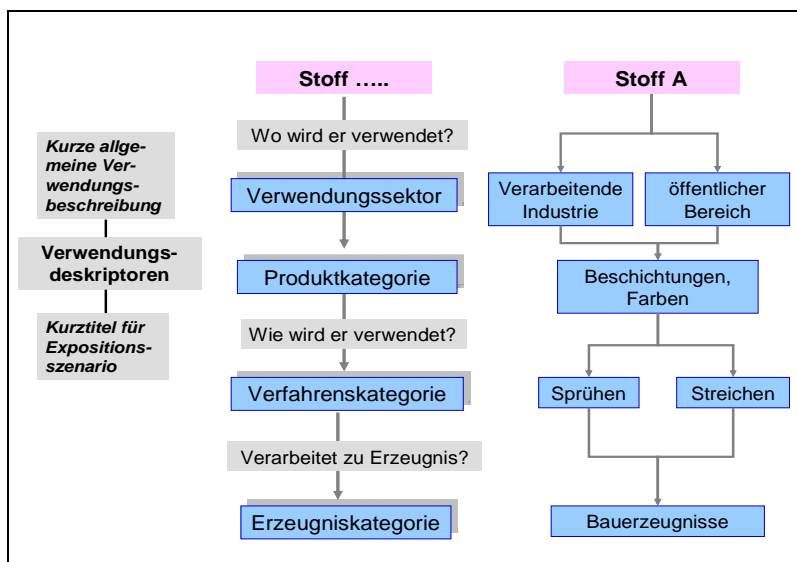 Stoff …..
Stoff A
Wo wird er verwendet?
Kurze allge-
meine Ver-
wendungs-
beschreibung
Verwendungs-
deskriptoren
Kurztitel für
Expositions-
szenario
Verwendungssektor
Produktkategorie
Wie wird er verwendet?
Verfahrenskategorie
Verarbeitet zu Erzeugnis?
Erzeugniskategorie
Verarbeitende
Industrie
öffentlicher
Bereich
Beschichtungen,
Farben
Sprühen
Streichen
Bauerzeugnisse